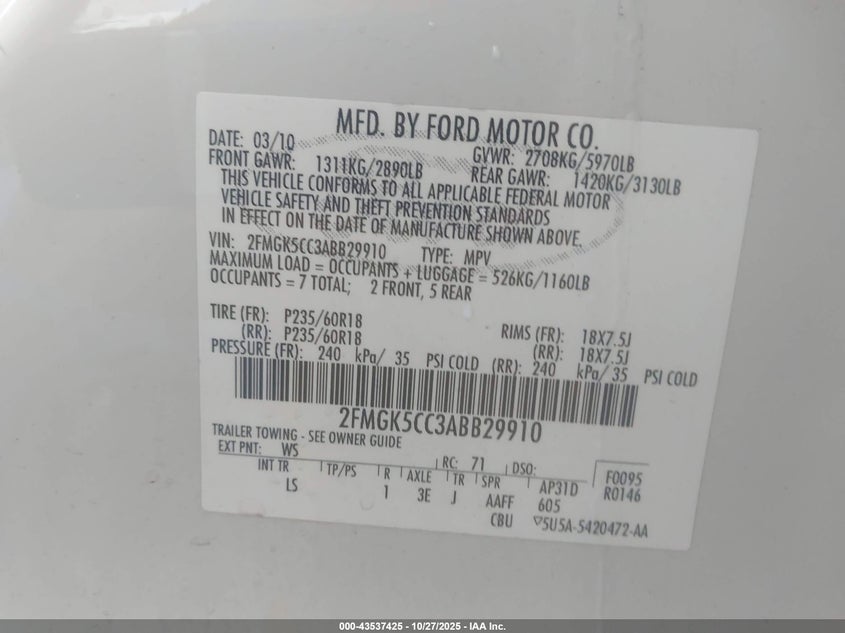 MFD. BY FORD MOTOR CO.
DATE: 03/10 GVWR: 2708KG/5970LB
FRONT GAWR: 1311KG/2890LB REAR GAWR: 1420KG/3130LB
THIS VEHICLE CONFORMS TO ALL APPLICABLE FEDERAL MOTOR
VEHICLE SAFETY AND THEFT PREVENTION STANDARDS
IN EFFECT ON THE DATE OF MANUFACTURE SHOWN ABOVE.
VIN: 2FMGK5CC3ABB29910 TYPE: MPV
MAXIMUM LOAD = OCCUPANTS + LUGGAGE = 526KG/1160LB
OCCUPANTS = 7 TOTAL; 2 FRONT, 5 REAR
TIRE (FR): P235/60R18 RIMS (FR): 18X7.5J
(RR): P235/60R18 (RR): 18X7.5J
PRESSURE (FR): 240 kPa/ 35 PSI COLD (RR): 240 kPa/ 35 PSI COLD
2FMGK5CC3ABB29910
TRAILER TOWING - SEE OWNER GUIDE
EXT PNT: WS RC: 71 DSO: F0095
INT TR TP/PS R AXLE TR SPR AP31D R0146
LS 1 3E J AAFF 605
CBU ▽5U5A-5420472-AA
000-43537425 | 10/27/2025 - IAA Inc.